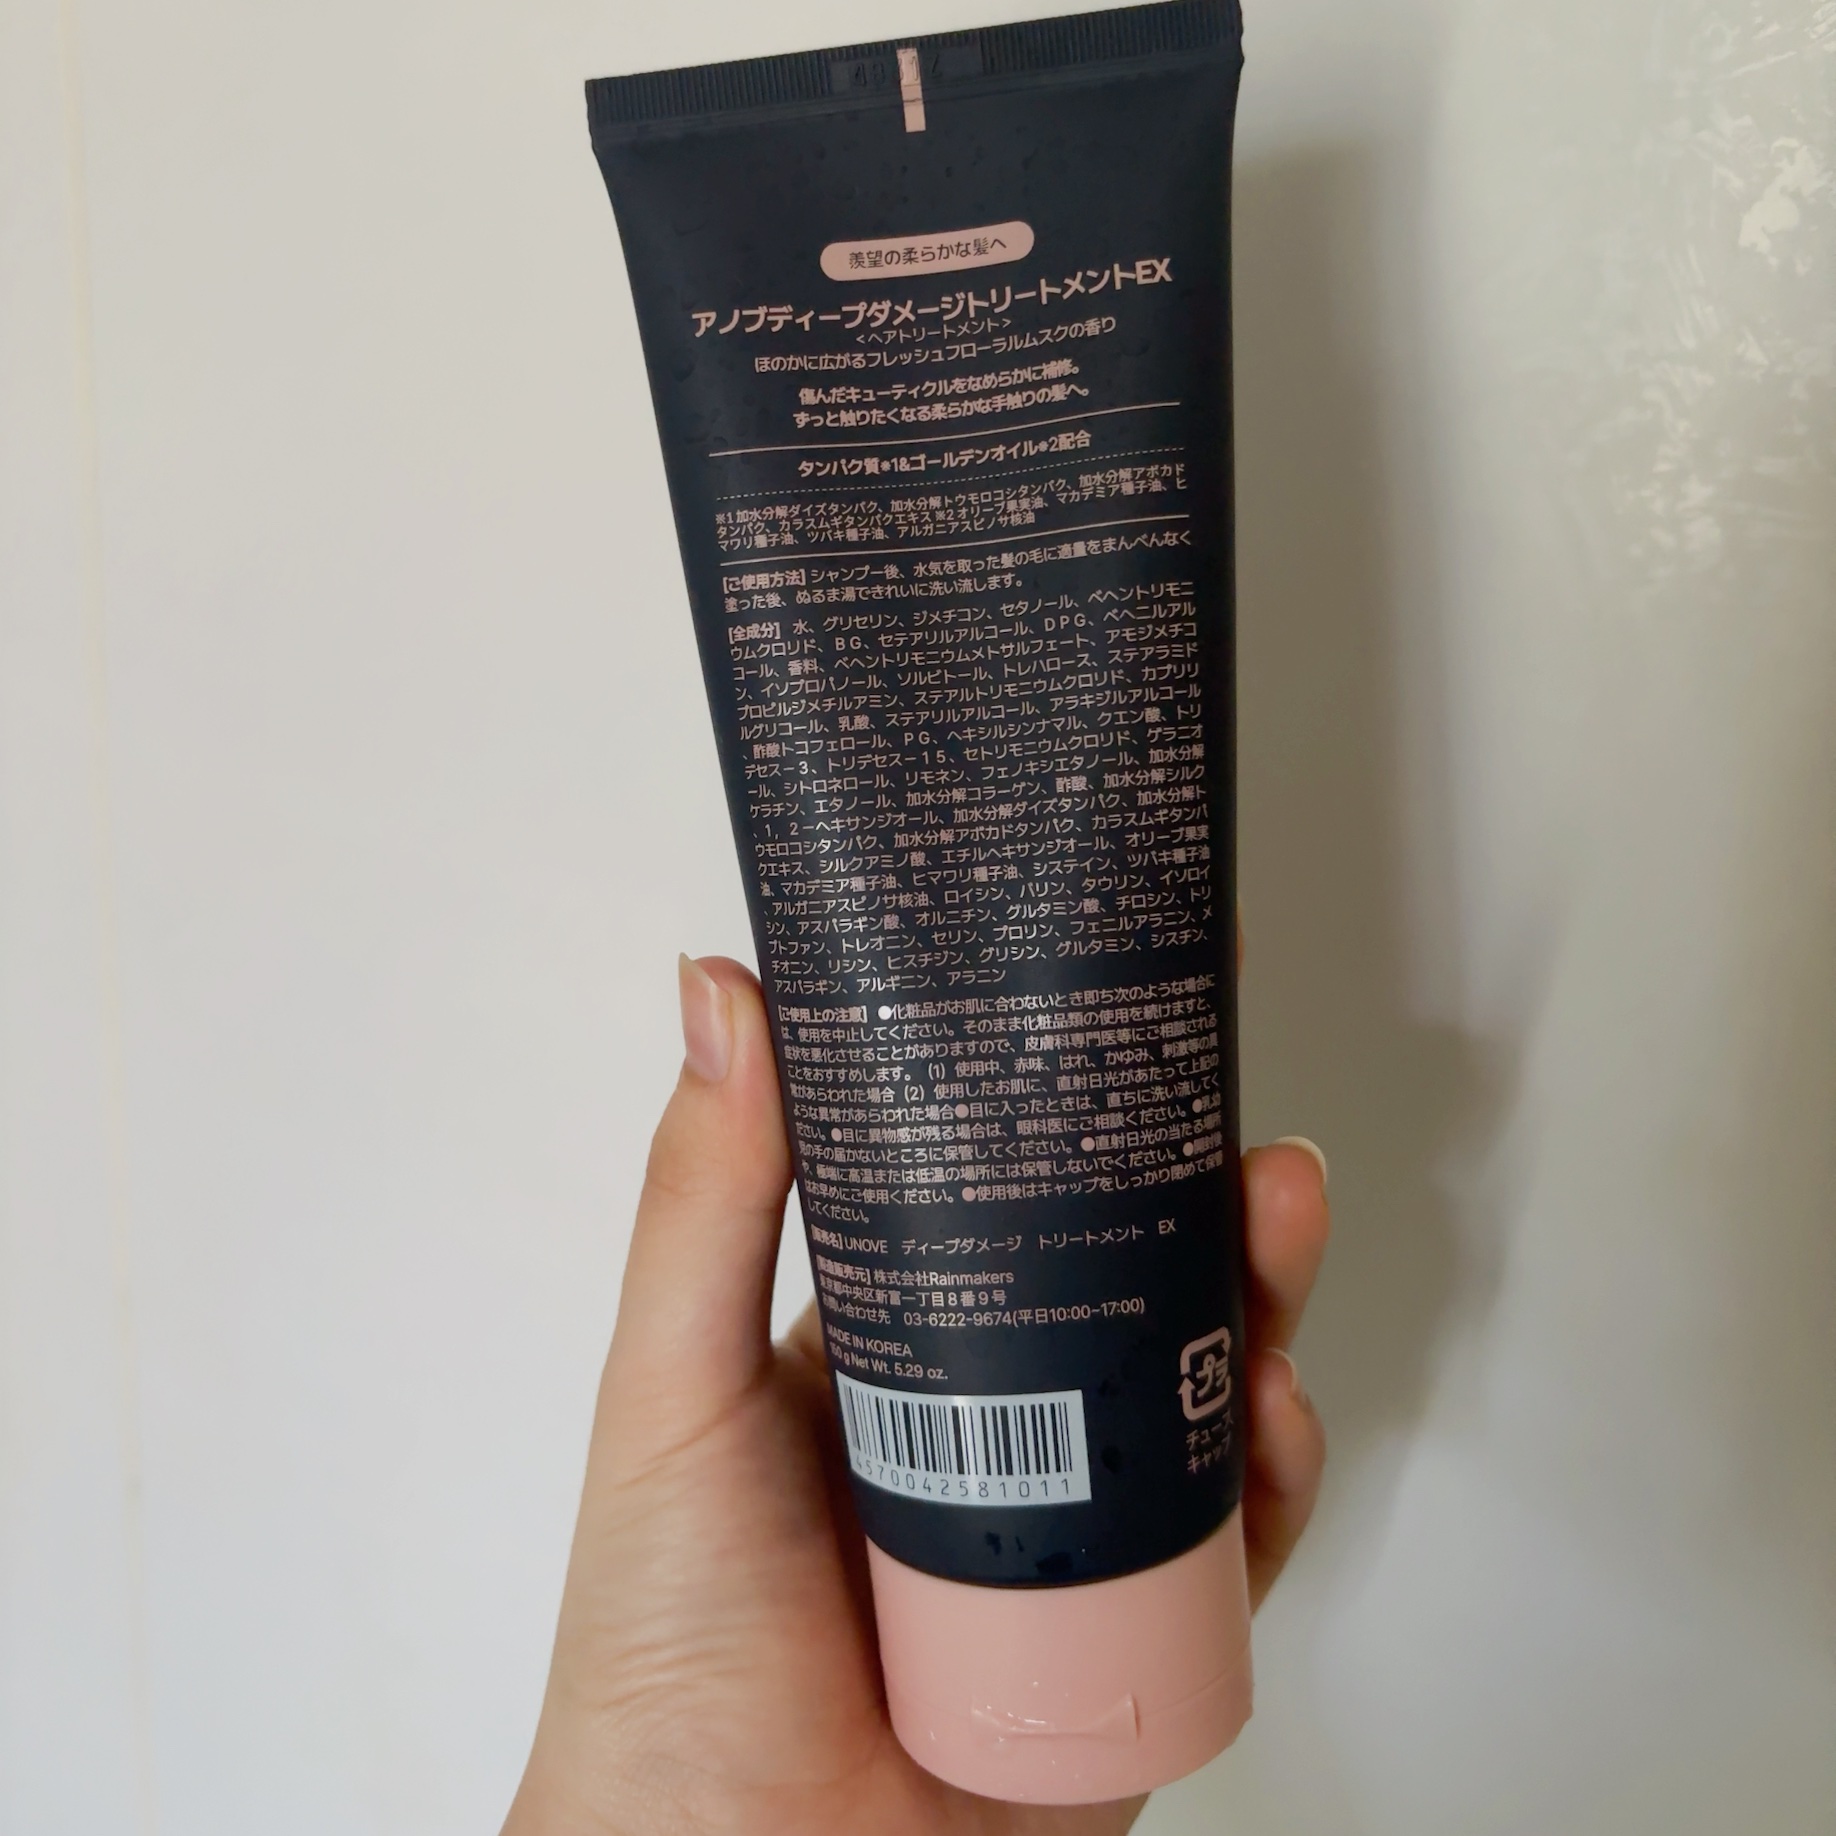 羨望の柔らかな髪へ
アノブディープダメージトリートメントEX
<ヘアトリートメント>
ほのかに広がるフレッシュフローラルムスクの香り
傷んだキューティクルをなめらかに補修。
ずっと触りたくなる柔らかな手触りの髪へ。
タンパク質※1&ゴールデンオイル※2配合
※1 加水分解ダイズタンパク、加水分解トウモロコシタンパク、加水分解アボカド
タンパク、カラスムギタンパクエキス ※2 オリーブ果実油、マカデミア種子油、ヒ
マワリ種子油、ツバキ種子油、アルガニアスピノサ核油
[ご使用方法] シャンプー後、水気を取った髪の毛に適量をまんべんなく
塗った後、ぬるま湯できれいに洗い流します。
[全成分] 水、グリセリン、ジメチコン、セタノール、ベヘントリモニ
ウムクロリド、BG、セテアリルアルコール、DPG、ベヘニルアル
コール、香料、ベヘントリモニウムメトサルフェート、アモジメチコ
ン、イソプロパノール、ソルビトール、トレハロース、ステアラミド
プロピルジメチルアミン、ステアルトリモニウムクロリド、カプリリ
ルグリコール、乳酸、ステアリルアルコール、アラキジルアルコール
、酢酸トコフェロール、PG、ヘキシルシンナマル、クエン酸、トリ
デセス－3、トリデセス－15、セトリモニウムクロリド、ゲラニオ
ール、シトロネロール、リモネン、フェノキシエタノール、加水分解
ケラチン、エタノール、加水分解コラーゲン、酢酸、加水分解シルク
、1，2－ヘキサンジオール、加水分解ダイズタンパク、加水分解ト
ウモロコシタンパク、加水分解アボカドタンパク、カラスムギタンパ
クエキス、シルクアミノ酸、エチルヘキサンジオール、オリーブ果実
油、マカデミア種子油、ヒマワリ種子油、システイン、ツバキ種子油
、アルガニアスピノサ核油、ロイシン、バリン、タウリン、イソロイ
シン、アスパラギン酸、オルニチン、グルタミン酸、チロシン、トリ
プトファン、トレオニン、セリン、プロリン、フェニルアラニン、メ
チオニン、リシン、ヒスチジン、グリシン、グルタミン、シスチン、
アスパラギン、アルギニン、アラニン
[ご使用上の注意] ●化粧品がお肌に合わないとき即ち次のような場合に
は、使用を中止してください。そのまま化粧品類の使用を続けますと、
症状を悪化させることがありますので、皮膚科専門医等にご相談される
ことをおすすめします。(1) 使用中、赤味、はれ、かゆみ、刺激等の異
常があらわれた場合 (2) 使用したお肌に、直射日光があたって上記の
ような異常があらわれた場合●目に入ったときは、直ちに洗い流してく
ださい。●目に異物感が残る場合は、眼科医にご相談ください。●乳幼
児の手の届かないところに保管してください。●直射日光の当たる場所
や、極端に高温または低温の場所には保管しないでください。●開封後
はお早めにご使用ください。●使用後はキャップをしっかり閉めて保管
してください。
[販売名] UNOVE ディープダメージ トリートメント EX
[製造販売元] 株式会社Rainmakers
東京都中央区新富一丁目8番9号
お問い合わせ先 03-6222-9674(平日10:00~17:00)
MADE IN KOREA
150 g Net Wt. 5.29 oz.
4570042581011
プラ
チューブ
キャップ